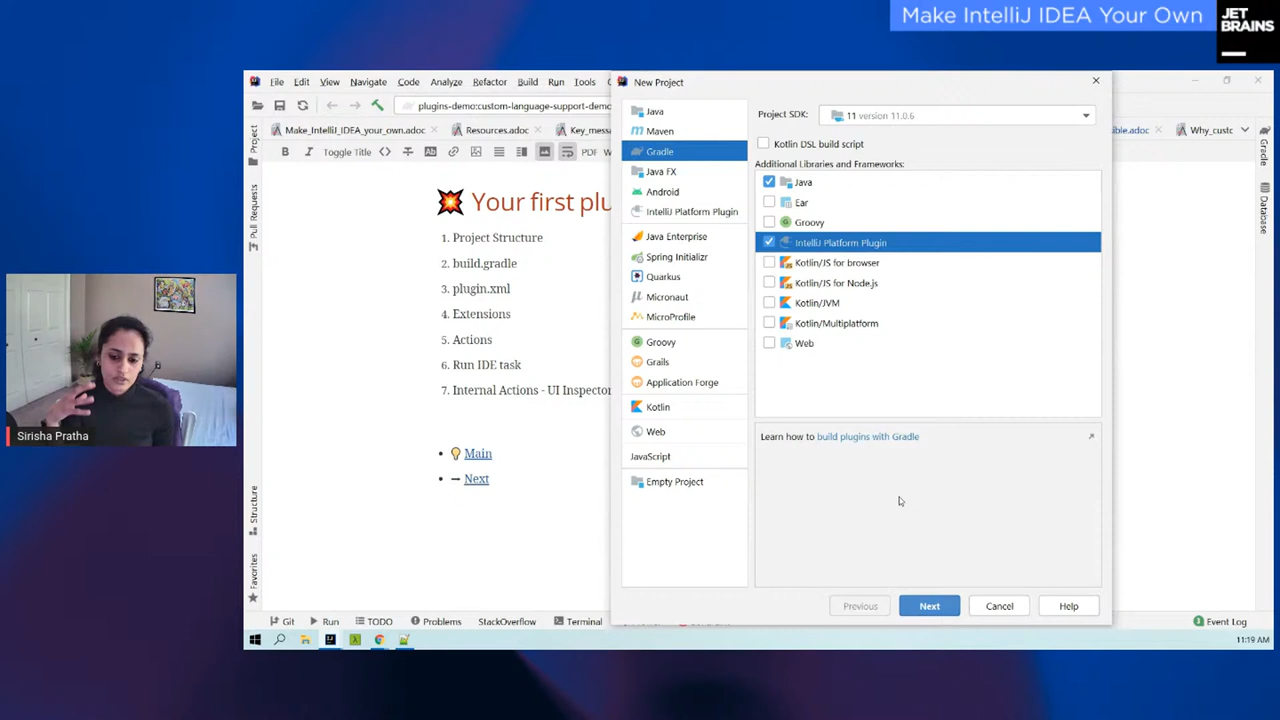 Make IntelliJ IDEA Your Own
JET
BRAINS
File Edit View Navigate Code Analyze Refactor Build Run Tools
plugins-demo:custom-language-support-demo
Make_IntelliJ_IDEA_your_own.adoc
Resources.adoc
Key_messa
ible.adoc
Why_custc
B I Toggle Title
PDF
Project
Pull Requests
Structure
Favorites
Gradle
Database
Your first plu
1. Project Structure
2. build.gradle
3. plugin.xml
4. Extensions
5. Actions
6. Run IDE task
7. Internal Actions - UI Inspector
Main
Next
New Project
Java
Maven
Gradle
Java FX
Android
IntelliJ Platform Plugin
Java Enterprise
Spring Initializr
Quarkus
Micronaut
MicroProfile
Groovy
Grails
Application Forge
Kotlin
Web
JavaScript
Empty Project
Project SDK: 11 version 11.0.6
Kotlin DSL build script
Additional Libraries and Frameworks:
Java
Ear
Groovy
IntelliJ Platform Plugin
Kotlin/JS for browser
Kotlin/JS for Node.js
Kotlin/JVM
Kotlin/Multiplatform
Web
Learn how to build plugins with Gradle
Previous Next Cancel Help
Git Run TODO Problems StackOverflow Terminal
Event Log
11:19 AM
Sirisha Pratha